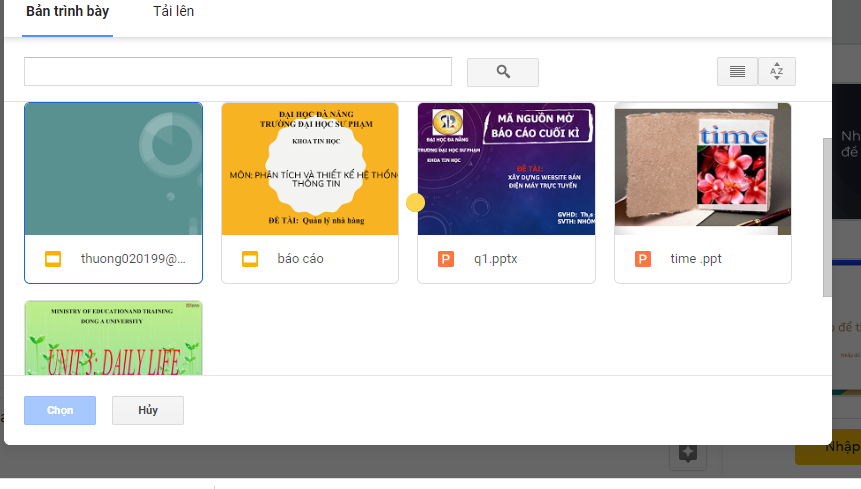 Bản trình bày
Tải lên
AZ
thuong020199@...
ĐẠI HỌC ĐÀ NẴNG
TRƯỜNG ĐẠI HỌC SƯ PHẠM
KHOA TIN HỌC
MÔN: PHÂN TÍCH VÀ THIẾT KẾ HỆ THỐNG
THÔNG TIN
ĐỀ TÀI: Quản lý nhà hàng
báo cáo
ĐẠI HỌC ĐÀ NẴNG
TRƯỜNG ĐẠI HỌC SƯ PHẠM
KHOA TIN HỌC
MÃ NGUỒN MỞ
BÁO CÁO CUỐI KÌ
ĐỀ TÀI:
XÂY DỰNG WEBSITE BÁN
ĐIỆN MÁY TRỰC TUYẾN
GVHD: Th.s
SVTH: NHÓM
P
q1.pptx
time
P
time .ppt
MINISTRY OF EDUCATIONAND TRAINING
DONG A UNIVERSITY
UNIT 3: DAILY LIFE
Chọn
Hủy
Nh
đề
để t
Nhập